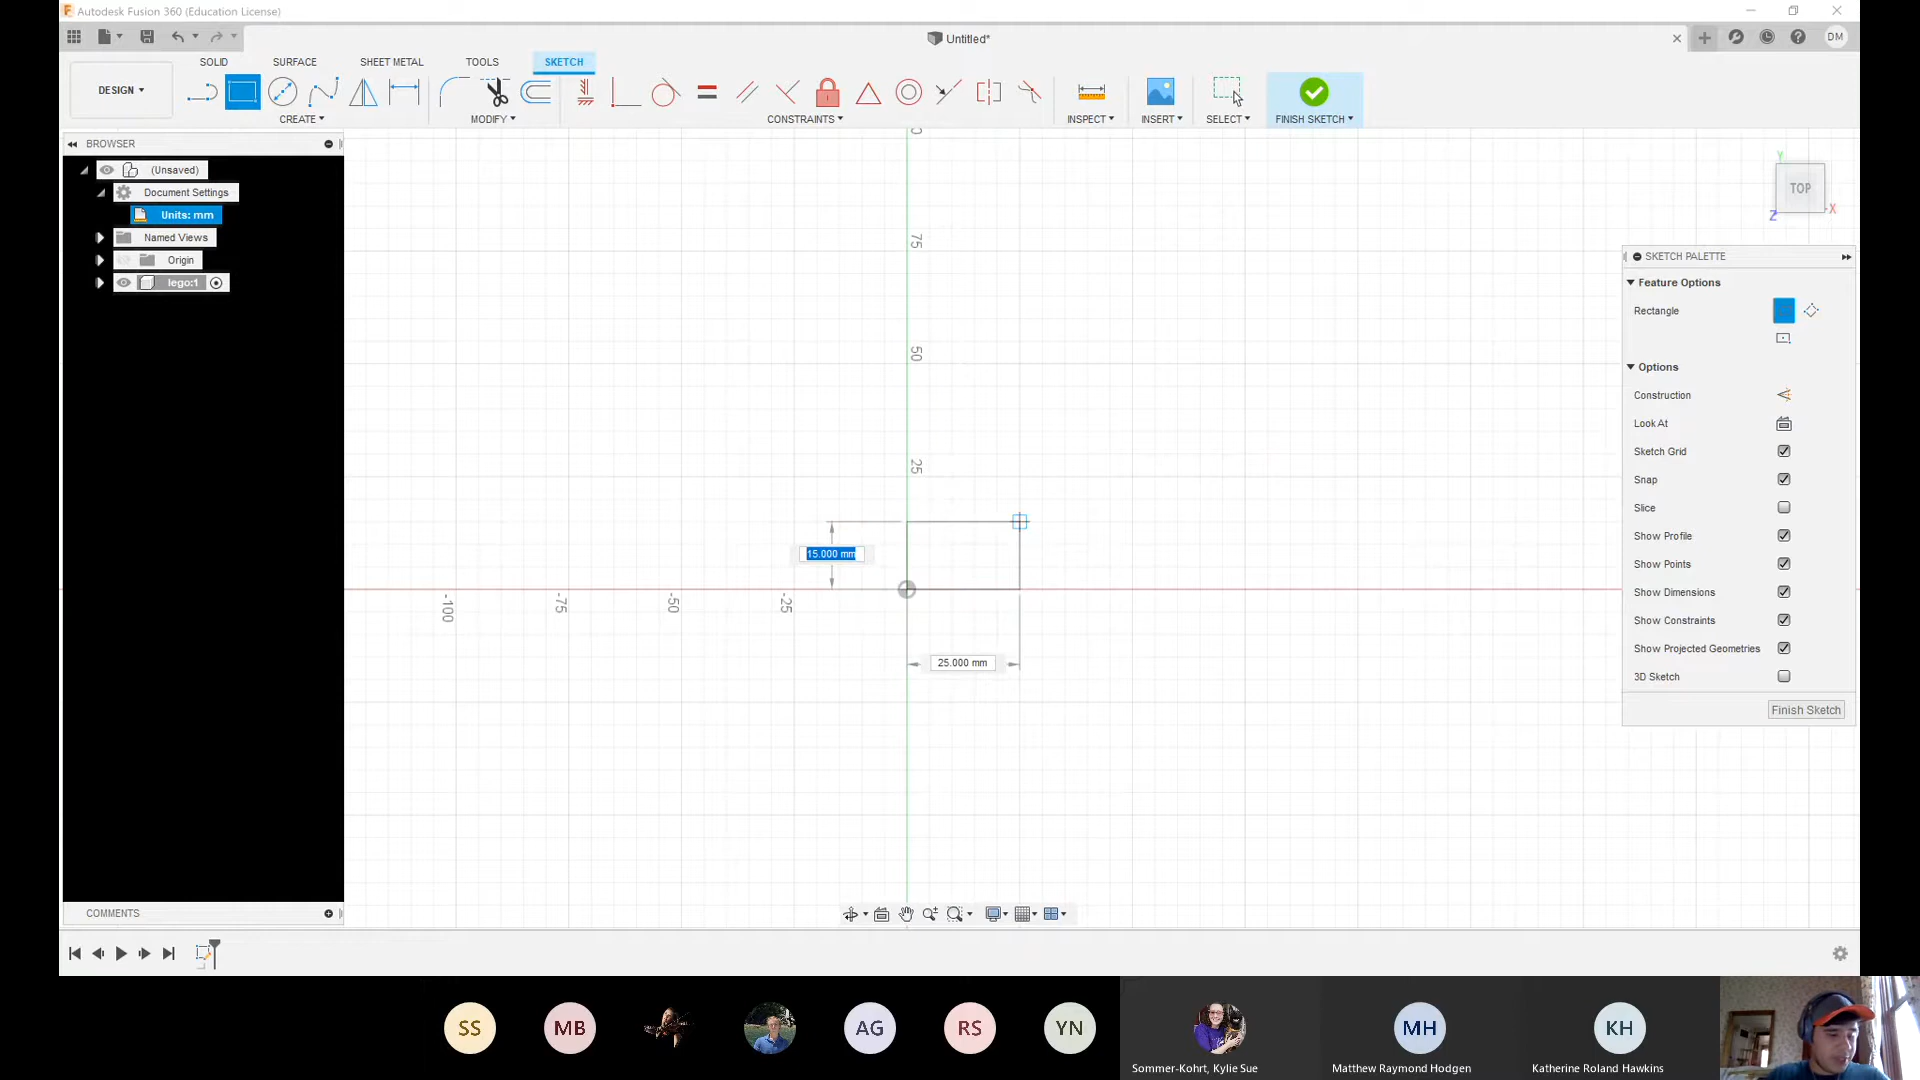 Autodesk Fusion 360 (Education License)
Untitled*
DM
SOLID
SURFACE
SHEET METAL
TOOLS
SKETCH
DESIGN
CREATE
MODIFY
CONSTRAINTS
INSPECT
INSERT
SELECT
FINISH SKETCH
BROWSER
(Unsaved)
Document Settings
Units: mm
Named Views
Origin
lego:1
75
50
25
-100
-75
-50
-25
15.000 mm
25.000 mm
Y
TOP
X
Z
SKETCH PALETTE
Feature Options
Rectangle
Options
Construction
Look At
Sketch Grid
Snap
Slice
Show Profile
Show Points
Show Dimensions
Show Constraints
Show Projected Geometries
3D Sketch
Finish Sketch
COMMENTS
SS
MB
AG
RS
YN
MH
KH
Sommer-Kohrt, Kylie Sue
Matthew Raymond Hodgen
Katherine Roland Hawkins